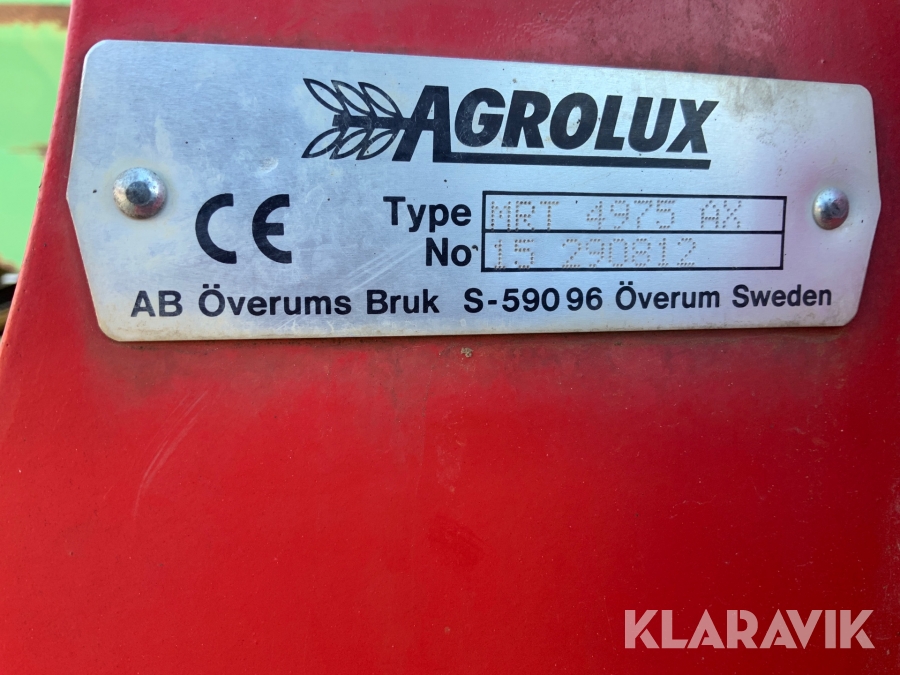 AGROLUX
CE
Type MRT 4975 AX
No 15 290812
AB Överums Bruk S-590 96 Överum Sweden
KLARAVIK